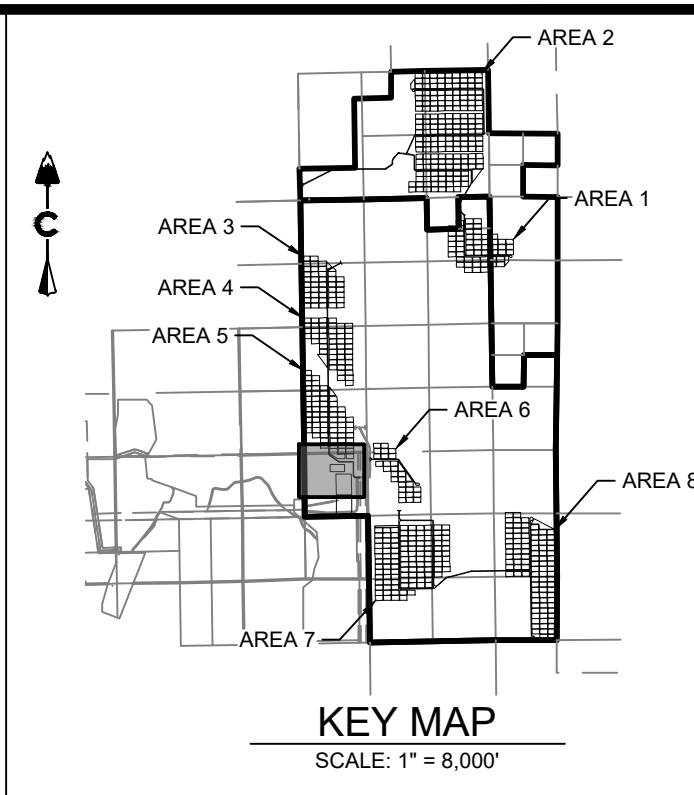 AREA 2
AREA 1
AREA 3
AREA 4
AREA 5
AREA 6
AREA 8
AREA 7
C
KEY MAP
SCALE: 1" = 8,000'